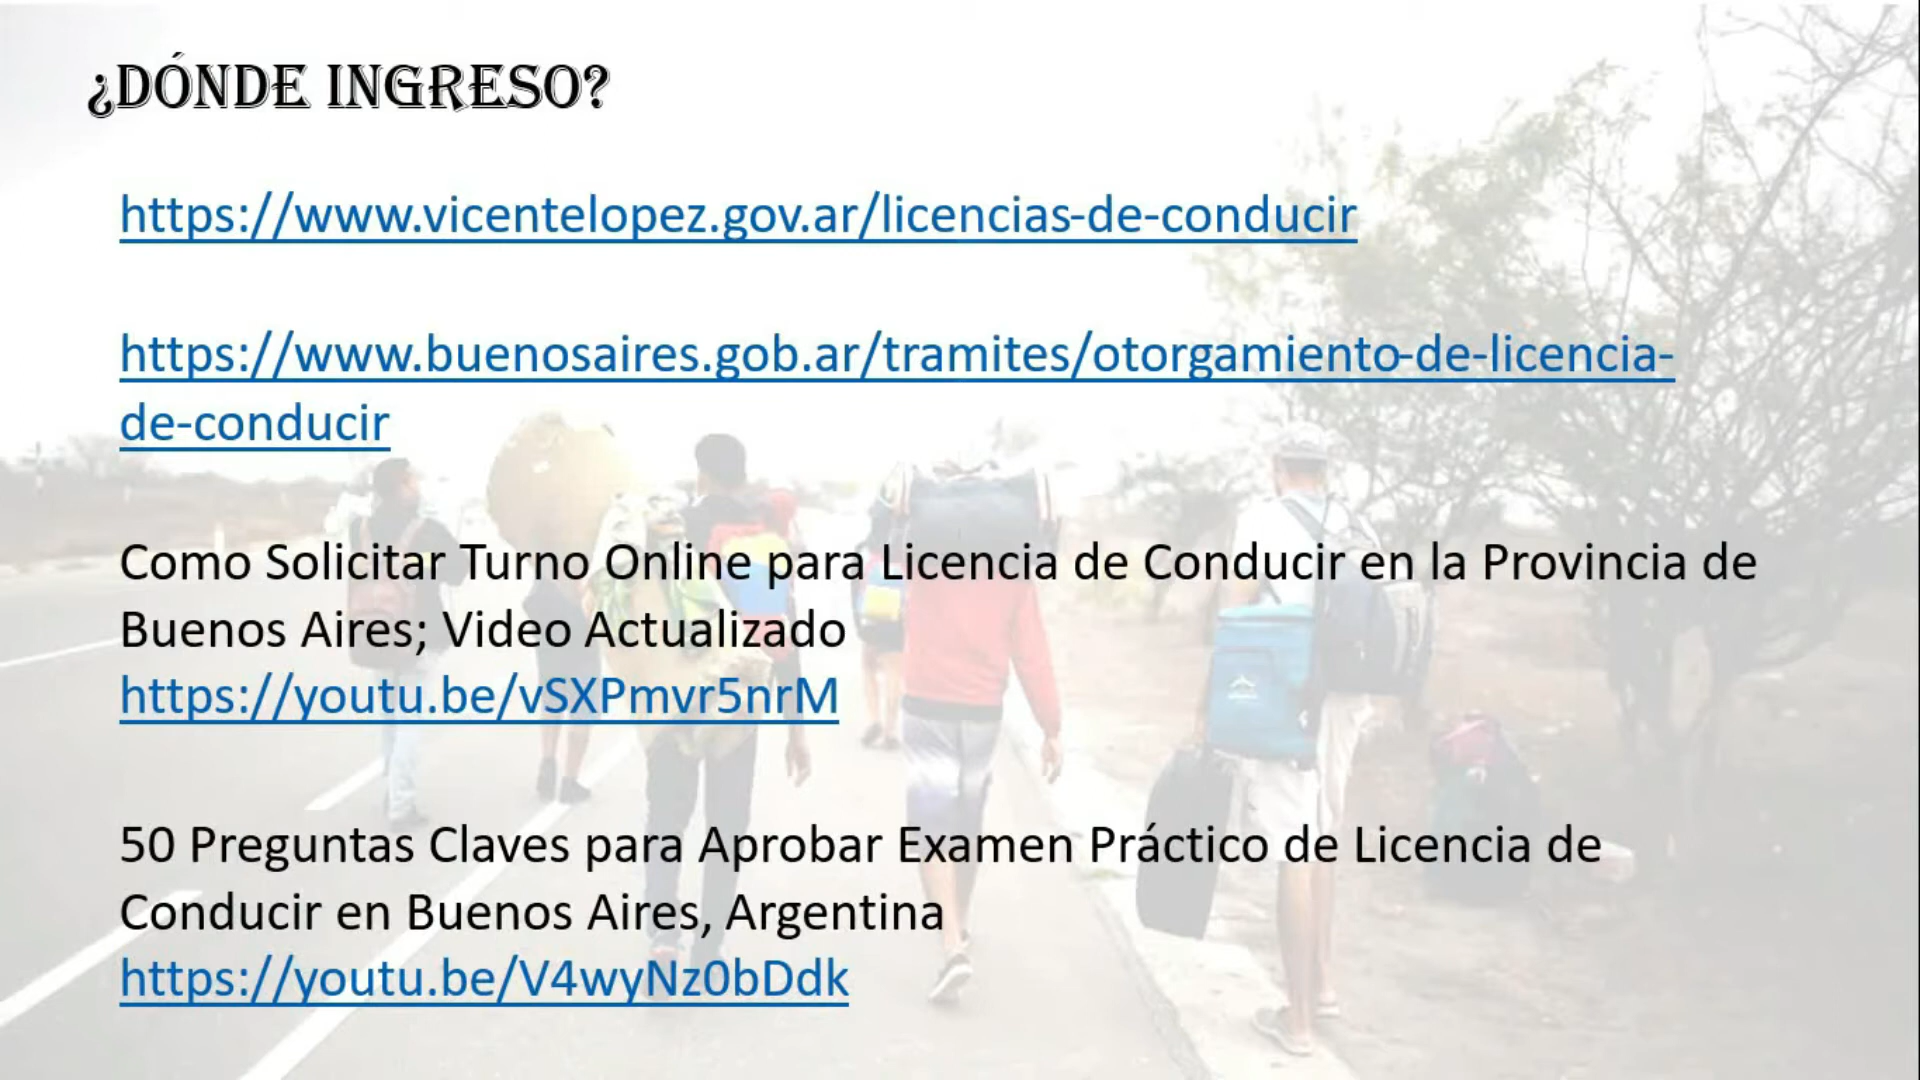 ¿DÓNDE INGRESO?
https://www.vicentelopez.gov.ar/licencias-de-conducir
https://www.buenosaires.gob.ar/tramites/otorgamiento-de-licencia-
de-conducir
Como Solicitar Turno Online para Licencia de Conducir en la Provincia de
Buenos Aires; Video Actualizado
https://youtu.be/vSXPmvr5nrM
50 Preguntas Claves para Aprobar Examen Práctico de Licencia de
Conducir en Buenos Aires, Argentina
https://youtu.be/V4wyNz0bDdk